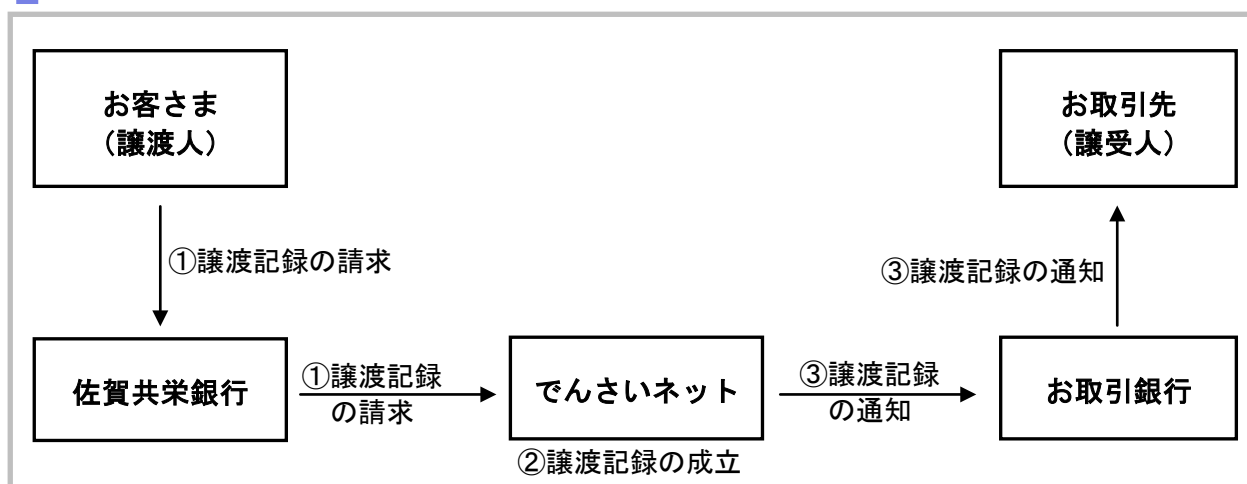 お客さま
（譲渡人）
お取引先
（譲受人）
①譲渡記録の請求
③譲渡記録の通知
佐賀共栄銀行
①譲渡記録
の請求
でんさいネット
③譲渡記録
の通知
お取引銀行
②譲渡記録の成立